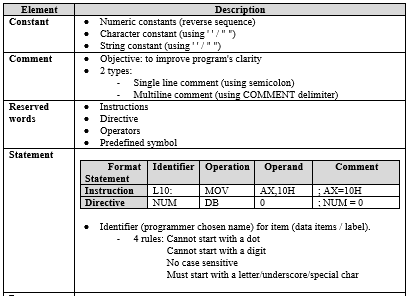 Element Description
Constant
● Numeric constants (reverse sequence)
● Character constant (using ' ' / " ")
● String constant (using ' ' / " ")
Comment
● Objective: to improve program's clarity
● 2 types:
- Single line comment (using semicolon)
- Multiline comment (using COMMENT delimiter)
Reserved words
● Instructions
● Directive
● Operators
● Predefined symbol
Statement
Format Identifier Operation Operand Comment
Statement
Instruction L10: MOV AX,10H ; AX=10H
Directive NUM DB 0 ; NUM = 0
● Identifier (programmer chosen name) for item (data items / label).
- 4 rules: Cannot start with a dot
Cannot start with a digit
No case sensitive
Must start with a letter/underscore/special char